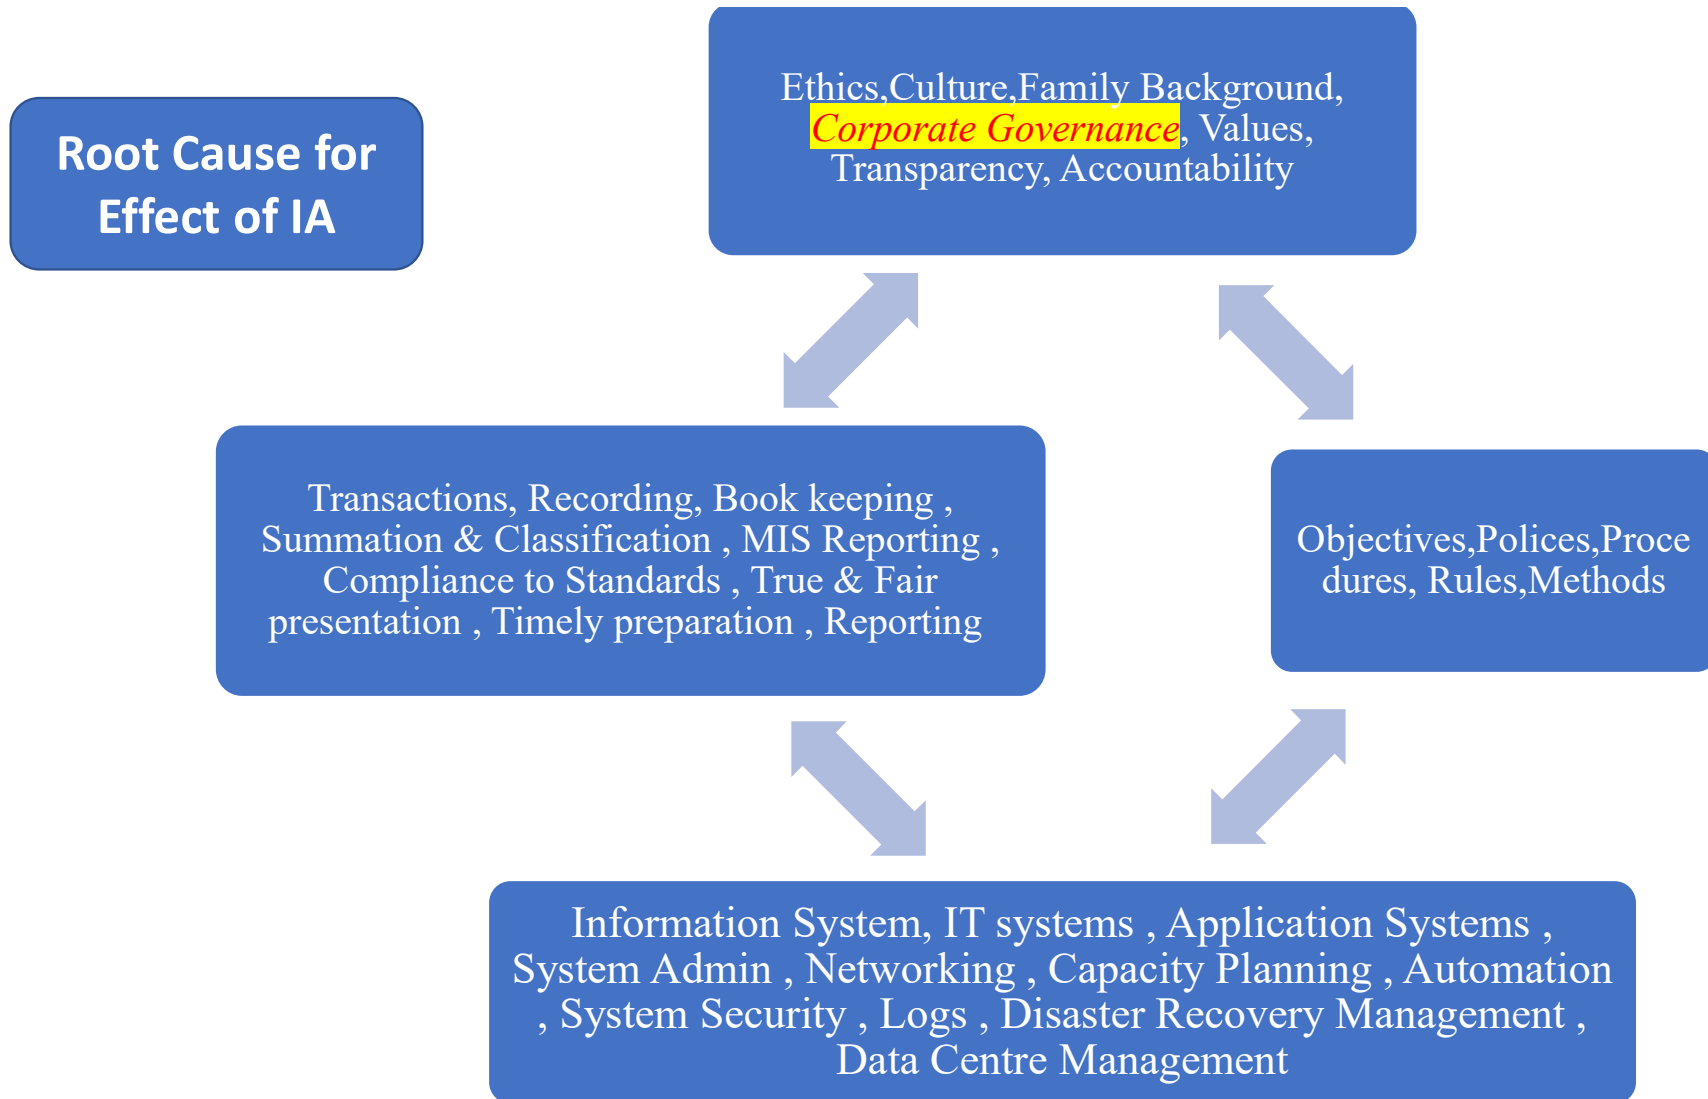 Root Cause for
Effect of IA
Ethics,Culture,Family Background,
Corporate Governance, Values,
Transparency, Accountability
Transactions, Recording, Book keeping ,
Summation & Classification , MIS Reporting ,
Compliance to Standards , True & Fair
presentation , Timely preparation , Reporting
Objectives,Polices,Proce
dures, Rules,Methods
Information System, IT systems , Application Systems ,
System Admin , Networking , Capacity Planning , Automation
, System Security , Logs , Disaster Recovery Management ,
Data Centre Management